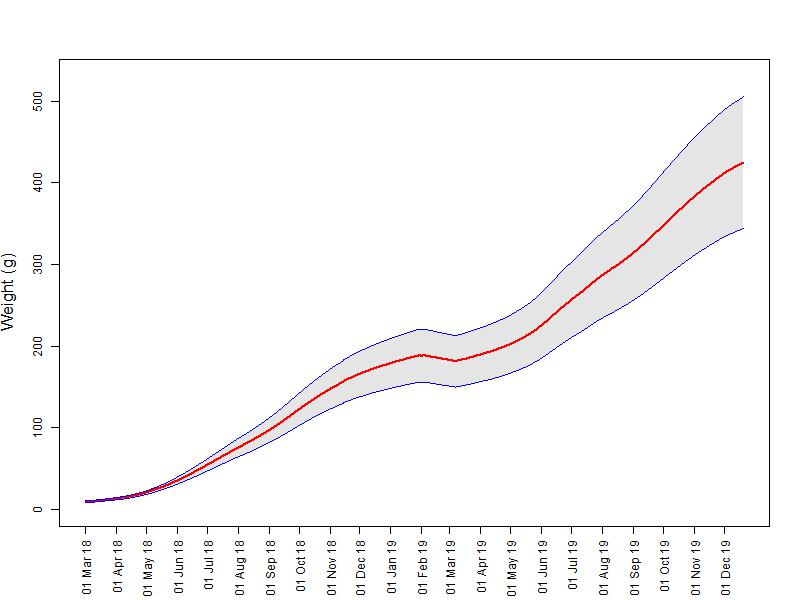 500
400
300
200
100
0
Weight (g)
01 Mar 18
01 Apr 18
01 May 18
01 Jun 18
01 Jul 18
01 Aug 18
01 Sep 18
01 Oct 18
01 Nov 18
01 Dec 18
01 Jan 19
01 Feb 19
01 Mar 19
01 Apr 19
01 May 19
01 Jun 19
01 Jul 19
01 Aug 19
01 Sep 19
01 Oct 19
01 Nov 19
01 Dec 19